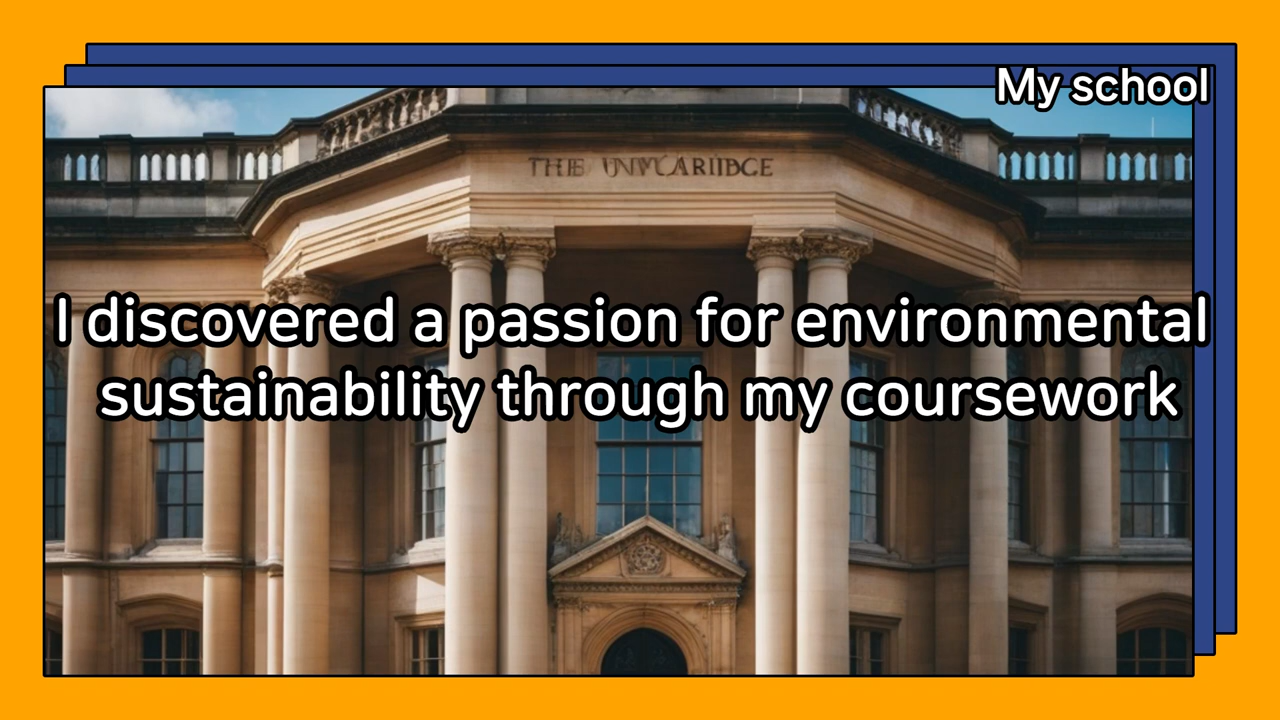 My school
THE
I discovered a passion for environmental
sustainability through my coursework